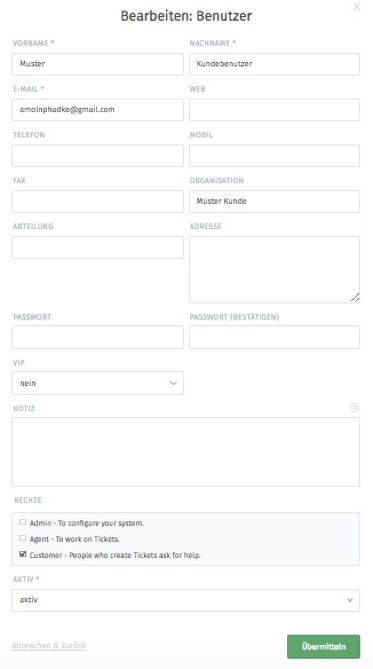 Bearbeiten: Benutzer
VORNAME * NACHNAME *
Muster Kundebenutzer
E-MAIL * WEB
amolnphadke@gmail.com
TELEFON MOBIL
FAX ORGANISATION
Muster Kunde
ABTEILUNG ADRESSE
PASSWORT PASSWORT (BESTÄTIGEN)
VIP
nein
NOTIZ ?
RECHTE
Admin - To configure your system.
Agent - To work on Tickets.
Customer - People who create Tickets ask for help.
AKTIV *
aktiv
Abbrechen & Zurück Übermitteln